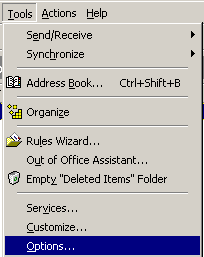 Tools Actions Help
Send/Receive
Synchronize
Address Book... Ctrl+Shift+B
Organize
Rules Wizard...
Out of Office Assistant...
Empty "Deleted Items" Folder
Services...
Customize...
Options...